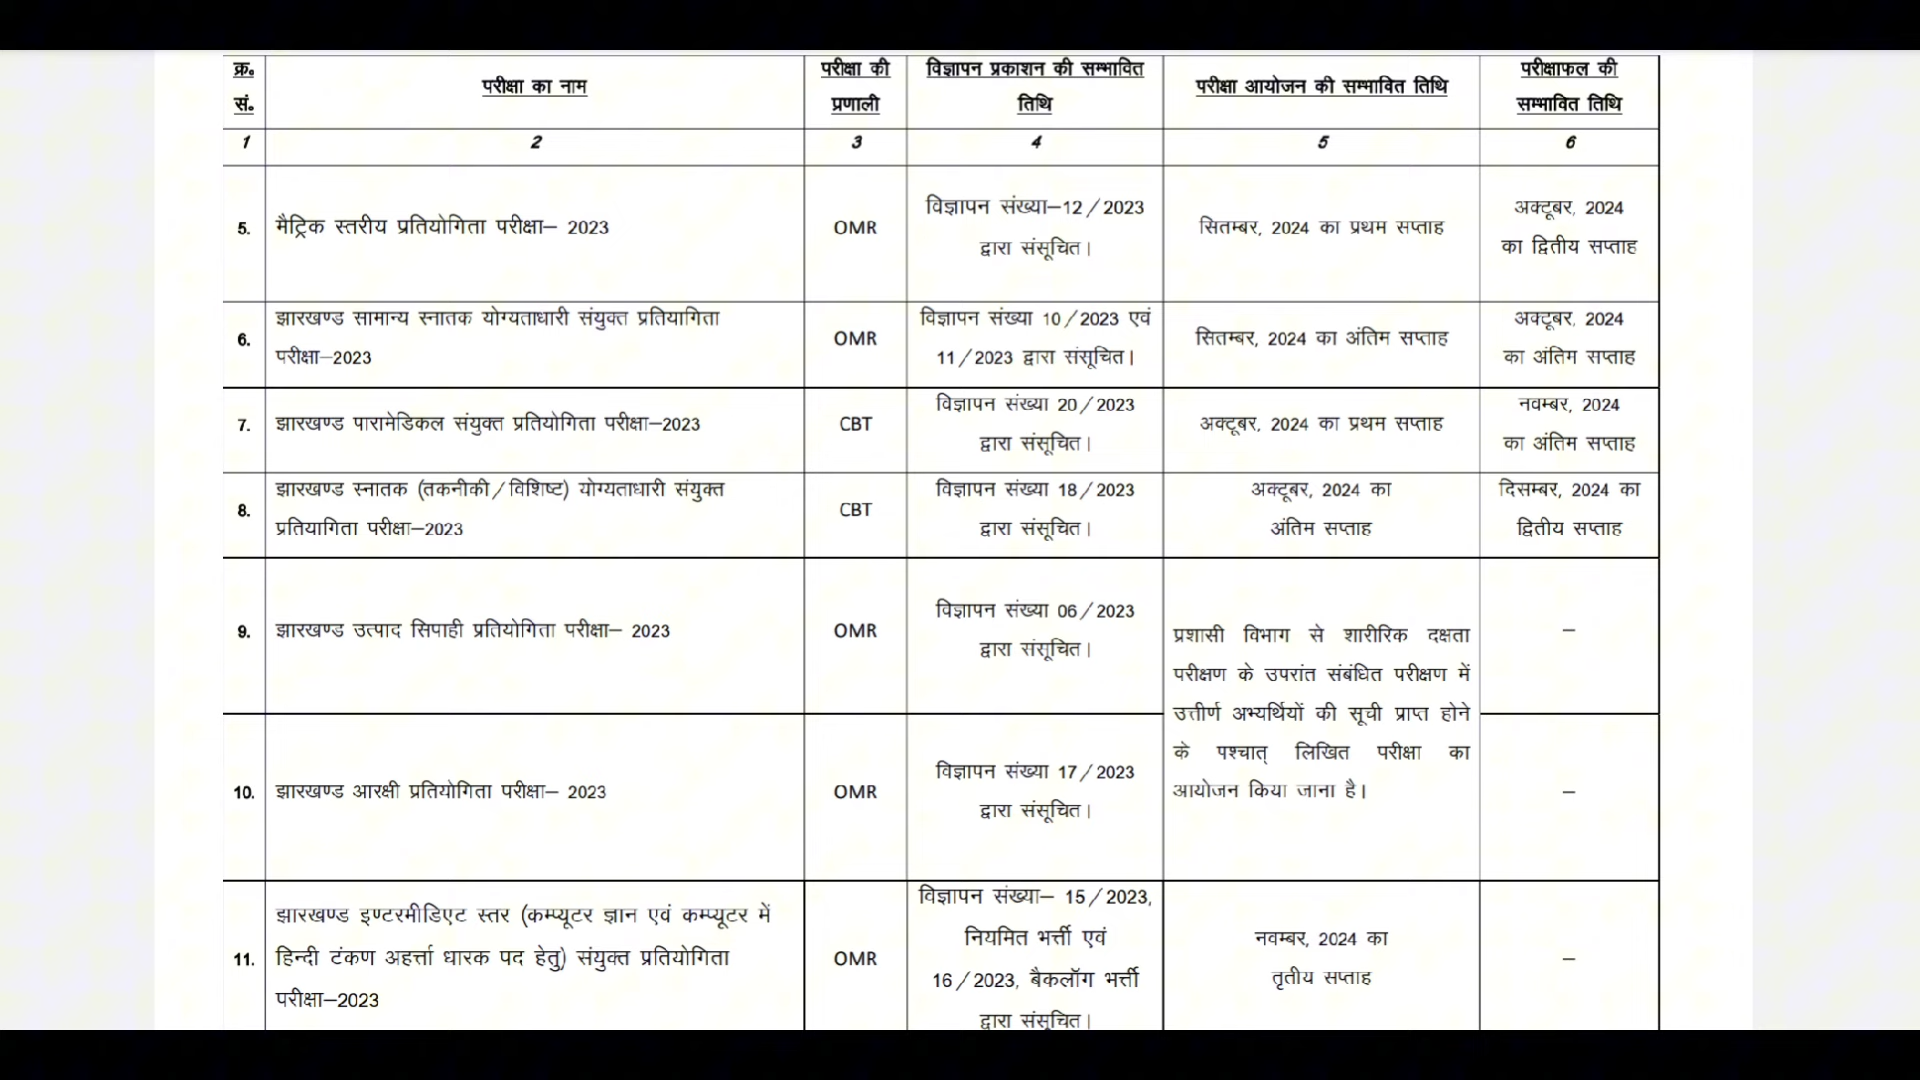 क्र० सं०
परीक्षा का नाम
परीक्षा की प्रणाली
विज्ञापन प्रकाशन की सम्भावित तिथि
परीक्षा आयोजन की सम्भावित तिथि
परीक्षाफल की सम्भावित तिथि
1 2 3 4 5 6
5.
मैट्रिक स्तरीय प्रतियोगिता परीक्षा– 2023
OMR
विज्ञापन संख्या–12/2023
द्वारा संसूचित।
सितम्बर, 2024 का प्रथम सप्ताह
अक्टूबर, 2024
का द्वितीय सप्ताह
6.
झारखण्ड सामान्य स्नातक योग्यताधारी संयुक्त प्रतियागिता
परीक्षा–2023
OMR
विज्ञापन संख्या 10/2023 एवं
11/2023 द्वारा संसूचित।
सितम्बर, 2024 का अंतिम सप्ताह
अक्टूबर, 2024
का अंतिम सप्ताह
7.
झारखण्ड पारामेडिकल संयुक्त प्रतियोगिता परीक्षा–2023
CBT
विज्ञापन संख्या 20/2023
द्वारा संसूचित।
अक्टूबर, 2024 का प्रथम सप्ताह
नवम्बर, 2024
का अंतिम सप्ताह
8.
झारखण्ड स्नातक (तकनीकी/विशिष्ट) योग्यताधारी संयुक्त
प्रतियागिता परीक्षा–2023
CBT
विज्ञापन संख्या 18/2023
द्वारा संसूचित।
अक्टूबर, 2024 का
अंतिम सप्ताह
दिसम्बर, 2024 का
द्वितीय सप्ताह
9.
झारखण्ड उत्पाद सिपाही प्रतियोगिता परीक्षा– 2023
OMR
विज्ञापन संख्या 06/2023
द्वारा संसूचित।
प्रशासी विभाग से शारीरिक दक्षता
परीक्षण के उपरांत संबंधित परीक्षण में
उत्तीर्ण अभ्यर्थियों की सूची प्राप्त होने
के पश्चात् लिखित परीक्षा का
आयोजन किया जाना है।
–
10.
झारखण्ड आरक्षी प्रतियोगिता परीक्षा– 2023
OMR
विज्ञापन संख्या 17/2023
द्वारा संसूचित।
–
11.
झारखण्ड इण्टरमीडिएट स्तर (कम्प्यूटर ज्ञान एवं कम्प्यूटर में
हिन्दी टंकण अहर्त्ता धारक पद हेतु) संयुक्त प्रतियोगिता
परीक्षा–2023
OMR
विज्ञापन संख्या– 15/2023,
नियमित भर्त्ती एवं
16/2023, बैकलॉग भर्त्ती
द्वारा संसूचित।
नवम्बर, 2024 का
तृतीय सप्ताह
–